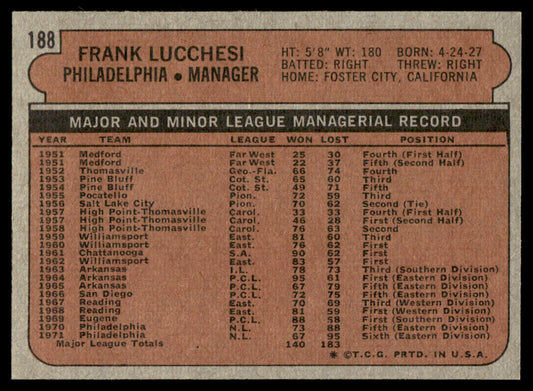 188
FRANK LUCCHESI
PHILADELPHIA • MANAGER
HT: 5'8" WT: 180 BORN: 4-24-27
BATTED: RIGHT THREW: RIGHT
HOME: FOSTER CITY, CALIFORNIA
MAJOR AND MINOR LEAGUE MANAGERIAL RECORD
YEAR TEAM LEAGUE WON LOST POSITION
1951 Medford Far West 25 30 Fourth (First Half)
1951 Medford Far West 22 37 Fifth (Second Half)
1952 Thomasville Geo.-Fla. 66 74 Fourth
1953 Pine Bluff Cot. St. 65 60 Third
1954 Pine Bluff Cot. St. 49 71 Fifth
1955 Pocatello Pion. 72 59 Third
1956 Salt Lake City Pion. 70 62 Second (Tie)
1957 High Point-Thomasville Carol. 33 33 Fourth (First Half)
1957 High Point-Thomasville Carol. 46 28 First (Second Half)
1958 High Point-Thomasville Carol. 76 63 Second
1959 Williamsport East. 81 60 Third
1960 Williamsport East. 76 62 First
1961 Chattanooga S.A. 90 62 First
1962 Williamsport East. 83 57 First
1963 Arkansas I.L. 78 73 Third (Southern Division)
1964 Arkansas P.C.L. 95 61 First (Eastern Division)
1965 Arkansas P.C.L. 67 79 Fifth (Eastern Division)
1966 San Diego P.C.L. 72 75 Fifth (Eastern Division)
1967 Reading East. 70 69 Third (Western Division)
1968 Reading East. 81 59 First (Western Division)
1969 Eugene P.C.L. 88 58 First (Southern Division)
1970 Philadelphia N.L. 73 88 Fifth (Eastern Division)
1971 Philadelphia N.L. 67 95 Sixth (Eastern Division)
Major League Totals 140 183
* © T.C.G. PRTD. IN U.S.A.